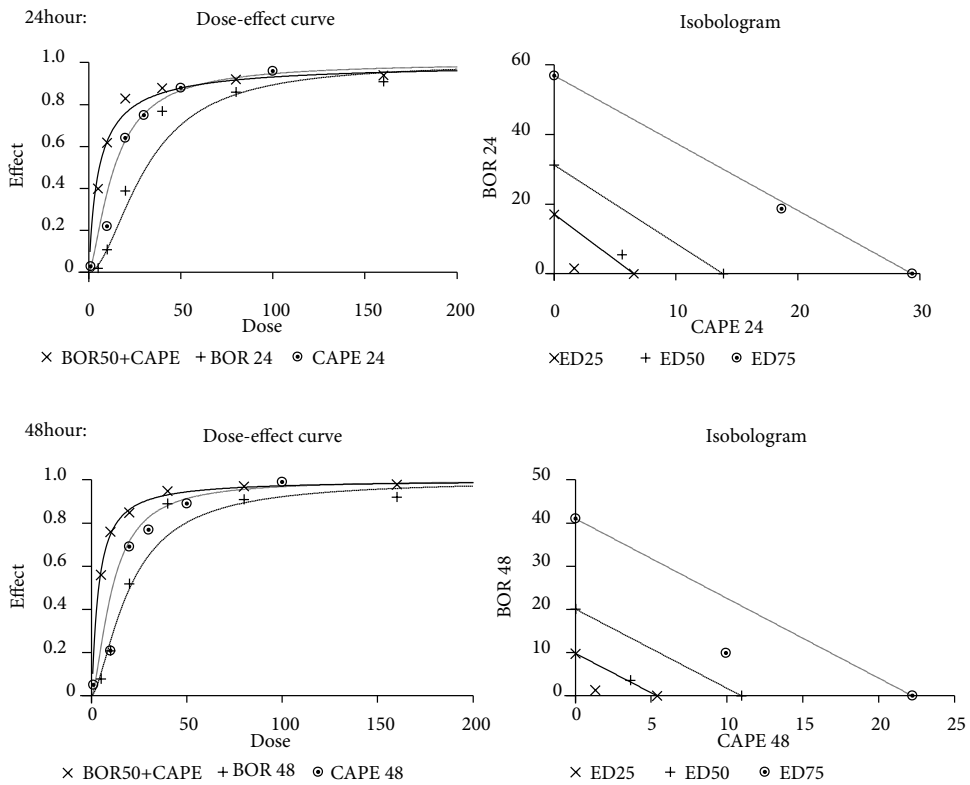 24hour:
Dose-effect curve
1.0
0.8
0.6
0.4
0.2
0
Effect
0 50 100 150 200
Dose
× BOR50+CAPE + BOR 24 ⊙ CAPE 24
Isobologram
60
40
20
0
BOR 24
0 10 20 30
CAPE 24
×ED25 + ED50 ⊙ ED75
48hour:
Dose-effect curve
1.0
0.8
0.6
0.4
0.2
0
Effect
0 50 100 150 200
Dose
× BOR50+CAPE + BOR 48 ⊙ CAPE 48
Isobologram
50
40
30
20
10
0
BOR 48
0 5 10 15 20 25
CAPE 48
× ED25 + ED50 ⊙ ED75